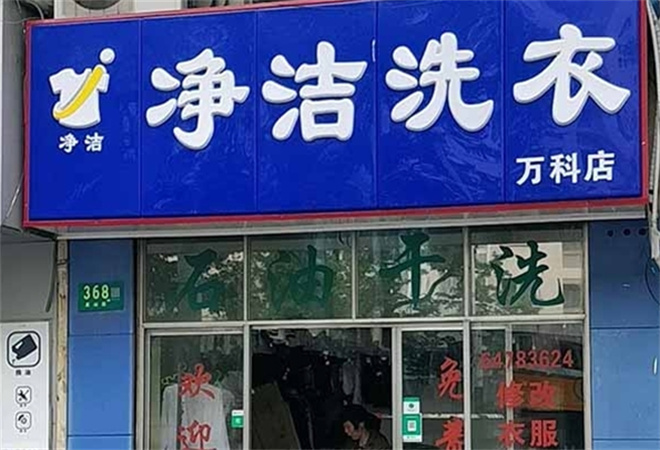 净洁洗衣
净洁
万科店
石油干洗
368
64783624
欢迎
免
修改
衣服